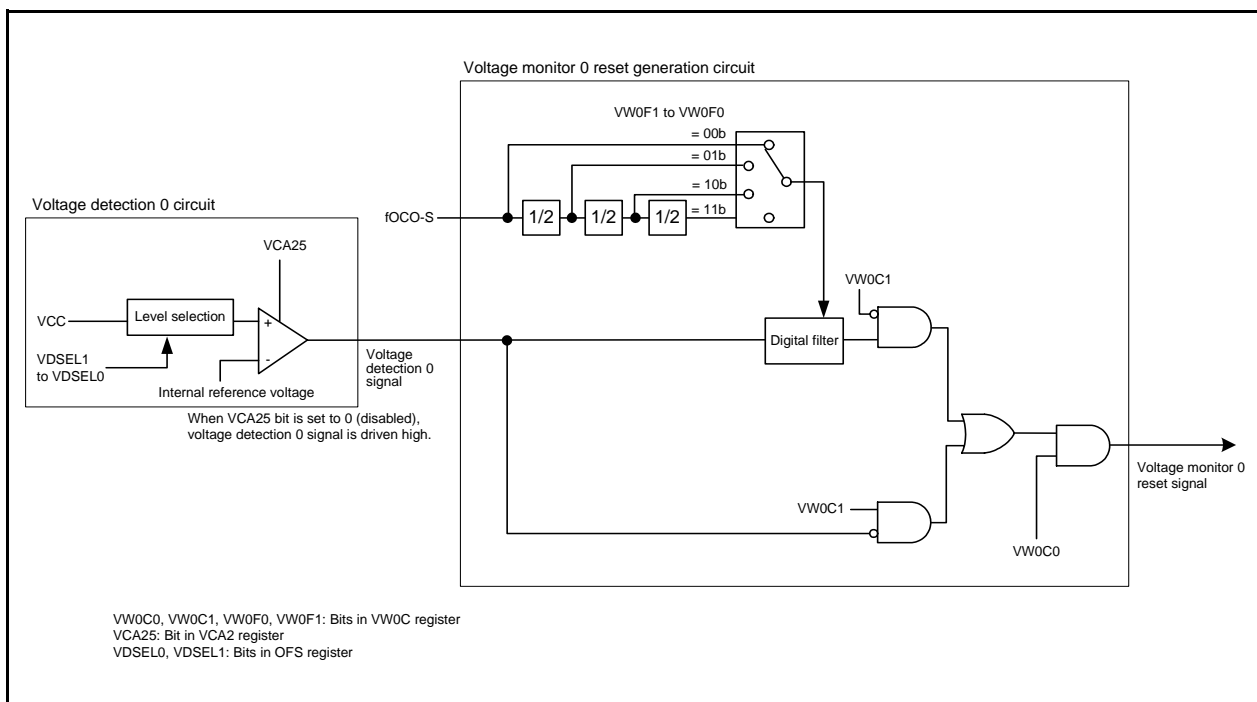 Voltage monitor 0 reset generation circuit
VW0F1 to VW0F0
= 00b
= 01b
= 10b
= 11b
fOCO-S
1/2
1/2
1/2
Voltage detection 0 circuit
VCA25
VCC
Level selection
+
-
VDSEL1
to VDSEL0
Internal reference voltage
When VCA25 bit is set to 0 (disabled),
voltage detection 0 signal is driven high.
Voltage
detection 0
signal
Digital filter
VW0C1
VW0C1
VW0C0
Voltage monitor 0
reset signal
VW0C0, VW0C1, VW0F0, VW0F1: Bits in VW0C register
VCA25: Bit in VCA2 register
VDSEL0, VDSEL1: Bits in OFS register